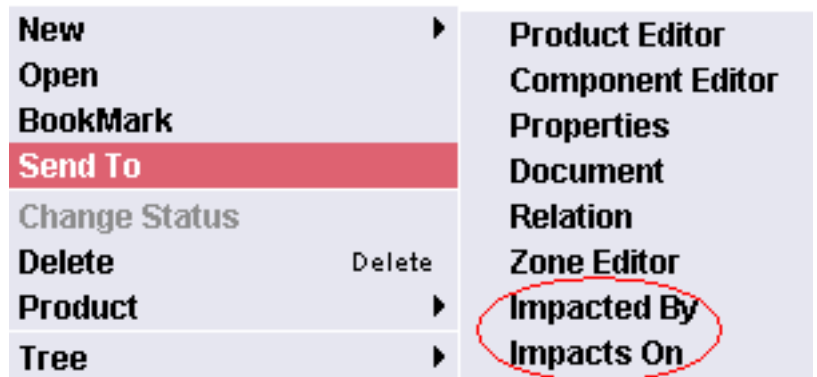 New
Open
BookMark
Send To
Change Status
Delete Delete
Product
Tree
Product Editor
Component Editor
Properties
Document
Relation
Zone Editor
Impacted By
Impacts On